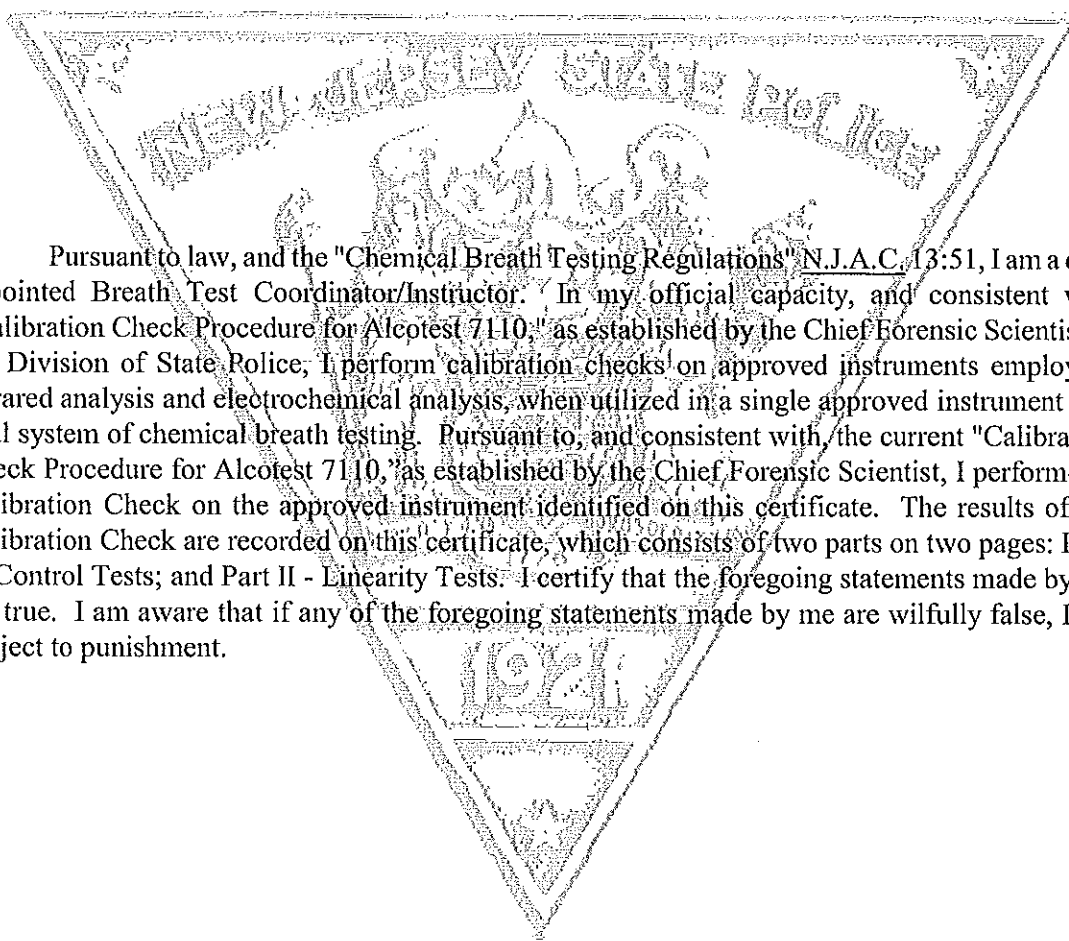 NEW JERSEY STATE POLICE
Pursuant to law, and the "Chemical Breath Testing Regulations" N.J.A.C. 13:51, I am a
ointed Breath Test Coordinator/Instructor. In my official capacity, and consistent
libration Check Procedure for Alcotest 7110," as established by the Chief Forensic Scientis
Division of State Police, I perform calibration checks on approved instruments employ
rared analysis and electrochemical analysis, when utilized in a single approved instrument
l system of chemical breath testing. Pursuant to, and consistent with, the current "Calibra
eck Procedure for Alcotest 7110," as established by the Chief Forensic Scientist, I perform
ibration Check on the approved instrument identified on this certificate. The results of
ibration Check are recorded on this certificate, which consists of two parts on two pages:
Control Tests; and Part II - Linearity Tests. I certify that the foregoing statements made by
true. I am aware that if any of the foregoing statements made by me are wilfully false, I
ject to punishment.
1921